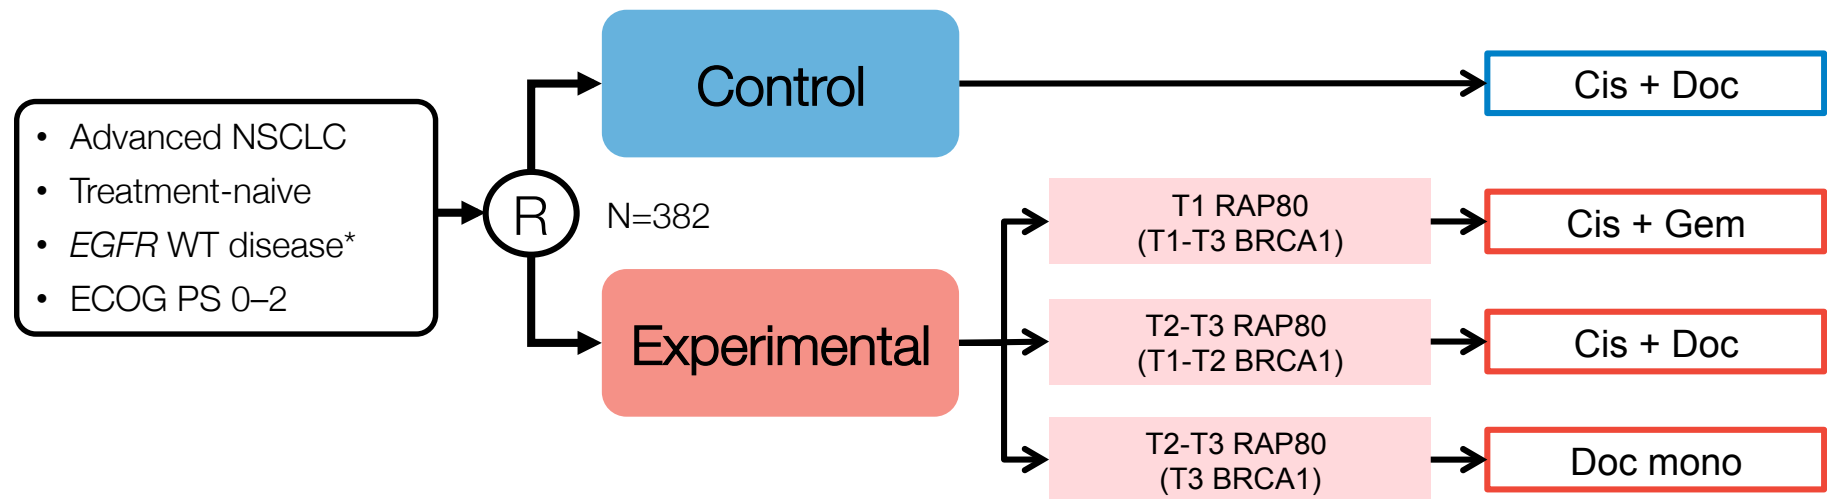 • Advanced NSCLC
• Treatment-naive
• EGFR WT disease*
• ECOG PS 0–2
R
N=382
Control
Cis + Doc
Experimental
T1 RAP80
(T1-T3 BRCA1)
Cis + Gem
T2-T3 RAP80
(T1-T2 BRCA1)
Cis + Doc
T2-T3 RAP80
(T3 BRCA1)
Doc mono